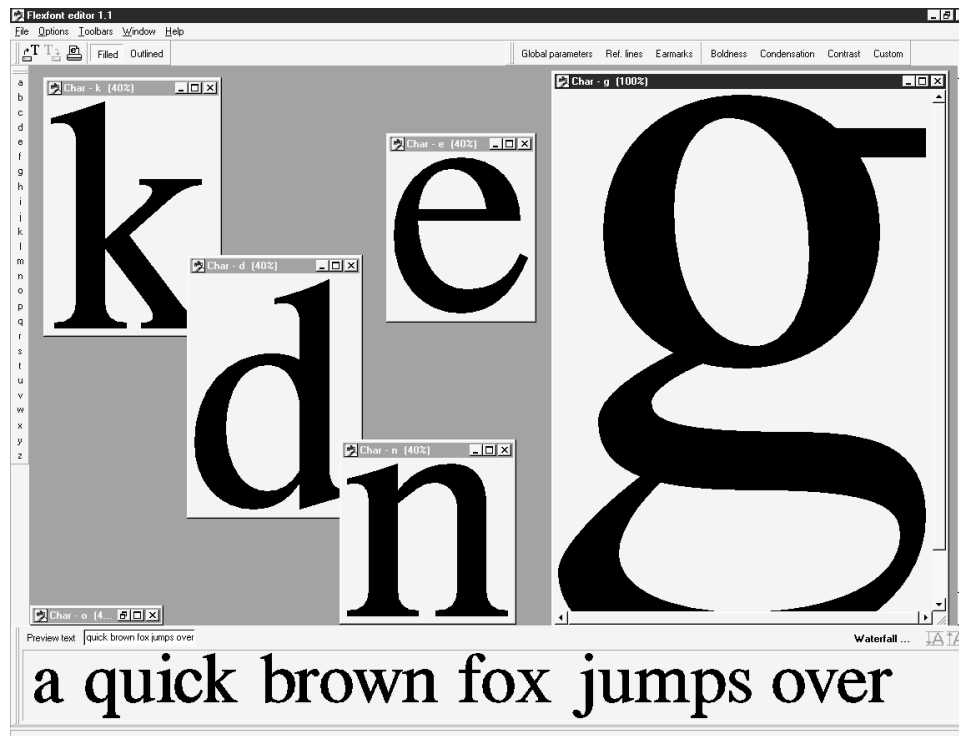 Flexfont editor 1.1
File Options Toolbars Window Help
Filled Outlined Global parameters Ref. lines Earmarks Boldness Condensation Contrast Custom
a
b
c
d
e
f
g
h
i
j
k
l
m
n
o
p
q
r
s
t
u
v
w
x
y
z
Char - k (40%)
k
Char - e (40%)
e
Char - g (100%)
g
Char - d (40%)
d
Char - n (40%)
n
Char - o (4...
Preview text quick brown fox jumps over Waterfall ...
a quick brown fox jumps over